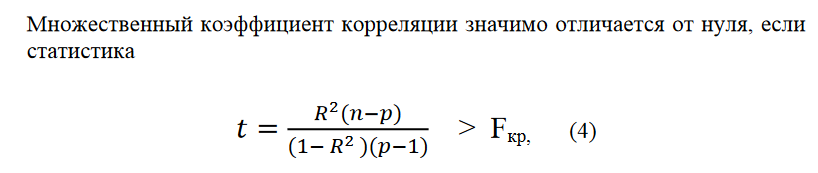 Множественный коэффициент корреляции значимо отличается от нуля, если
статистика
t = R²(n−p) / (1− R² )(p−1) > Fкр, (4)